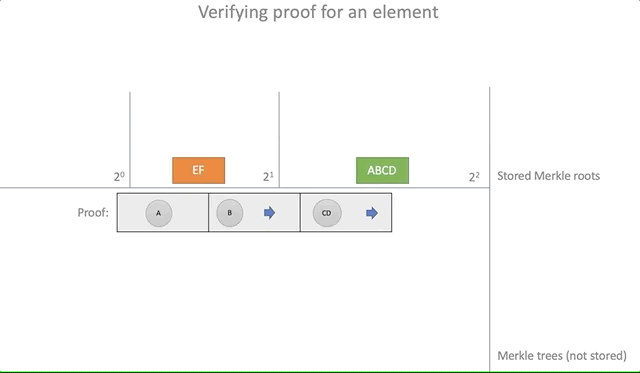 Verifying proof for an element
EF
ABCD
2⁰
2¹
2²
Stored Merkle roots
Proof:
A
B
CD
Merkle trees (not stored)